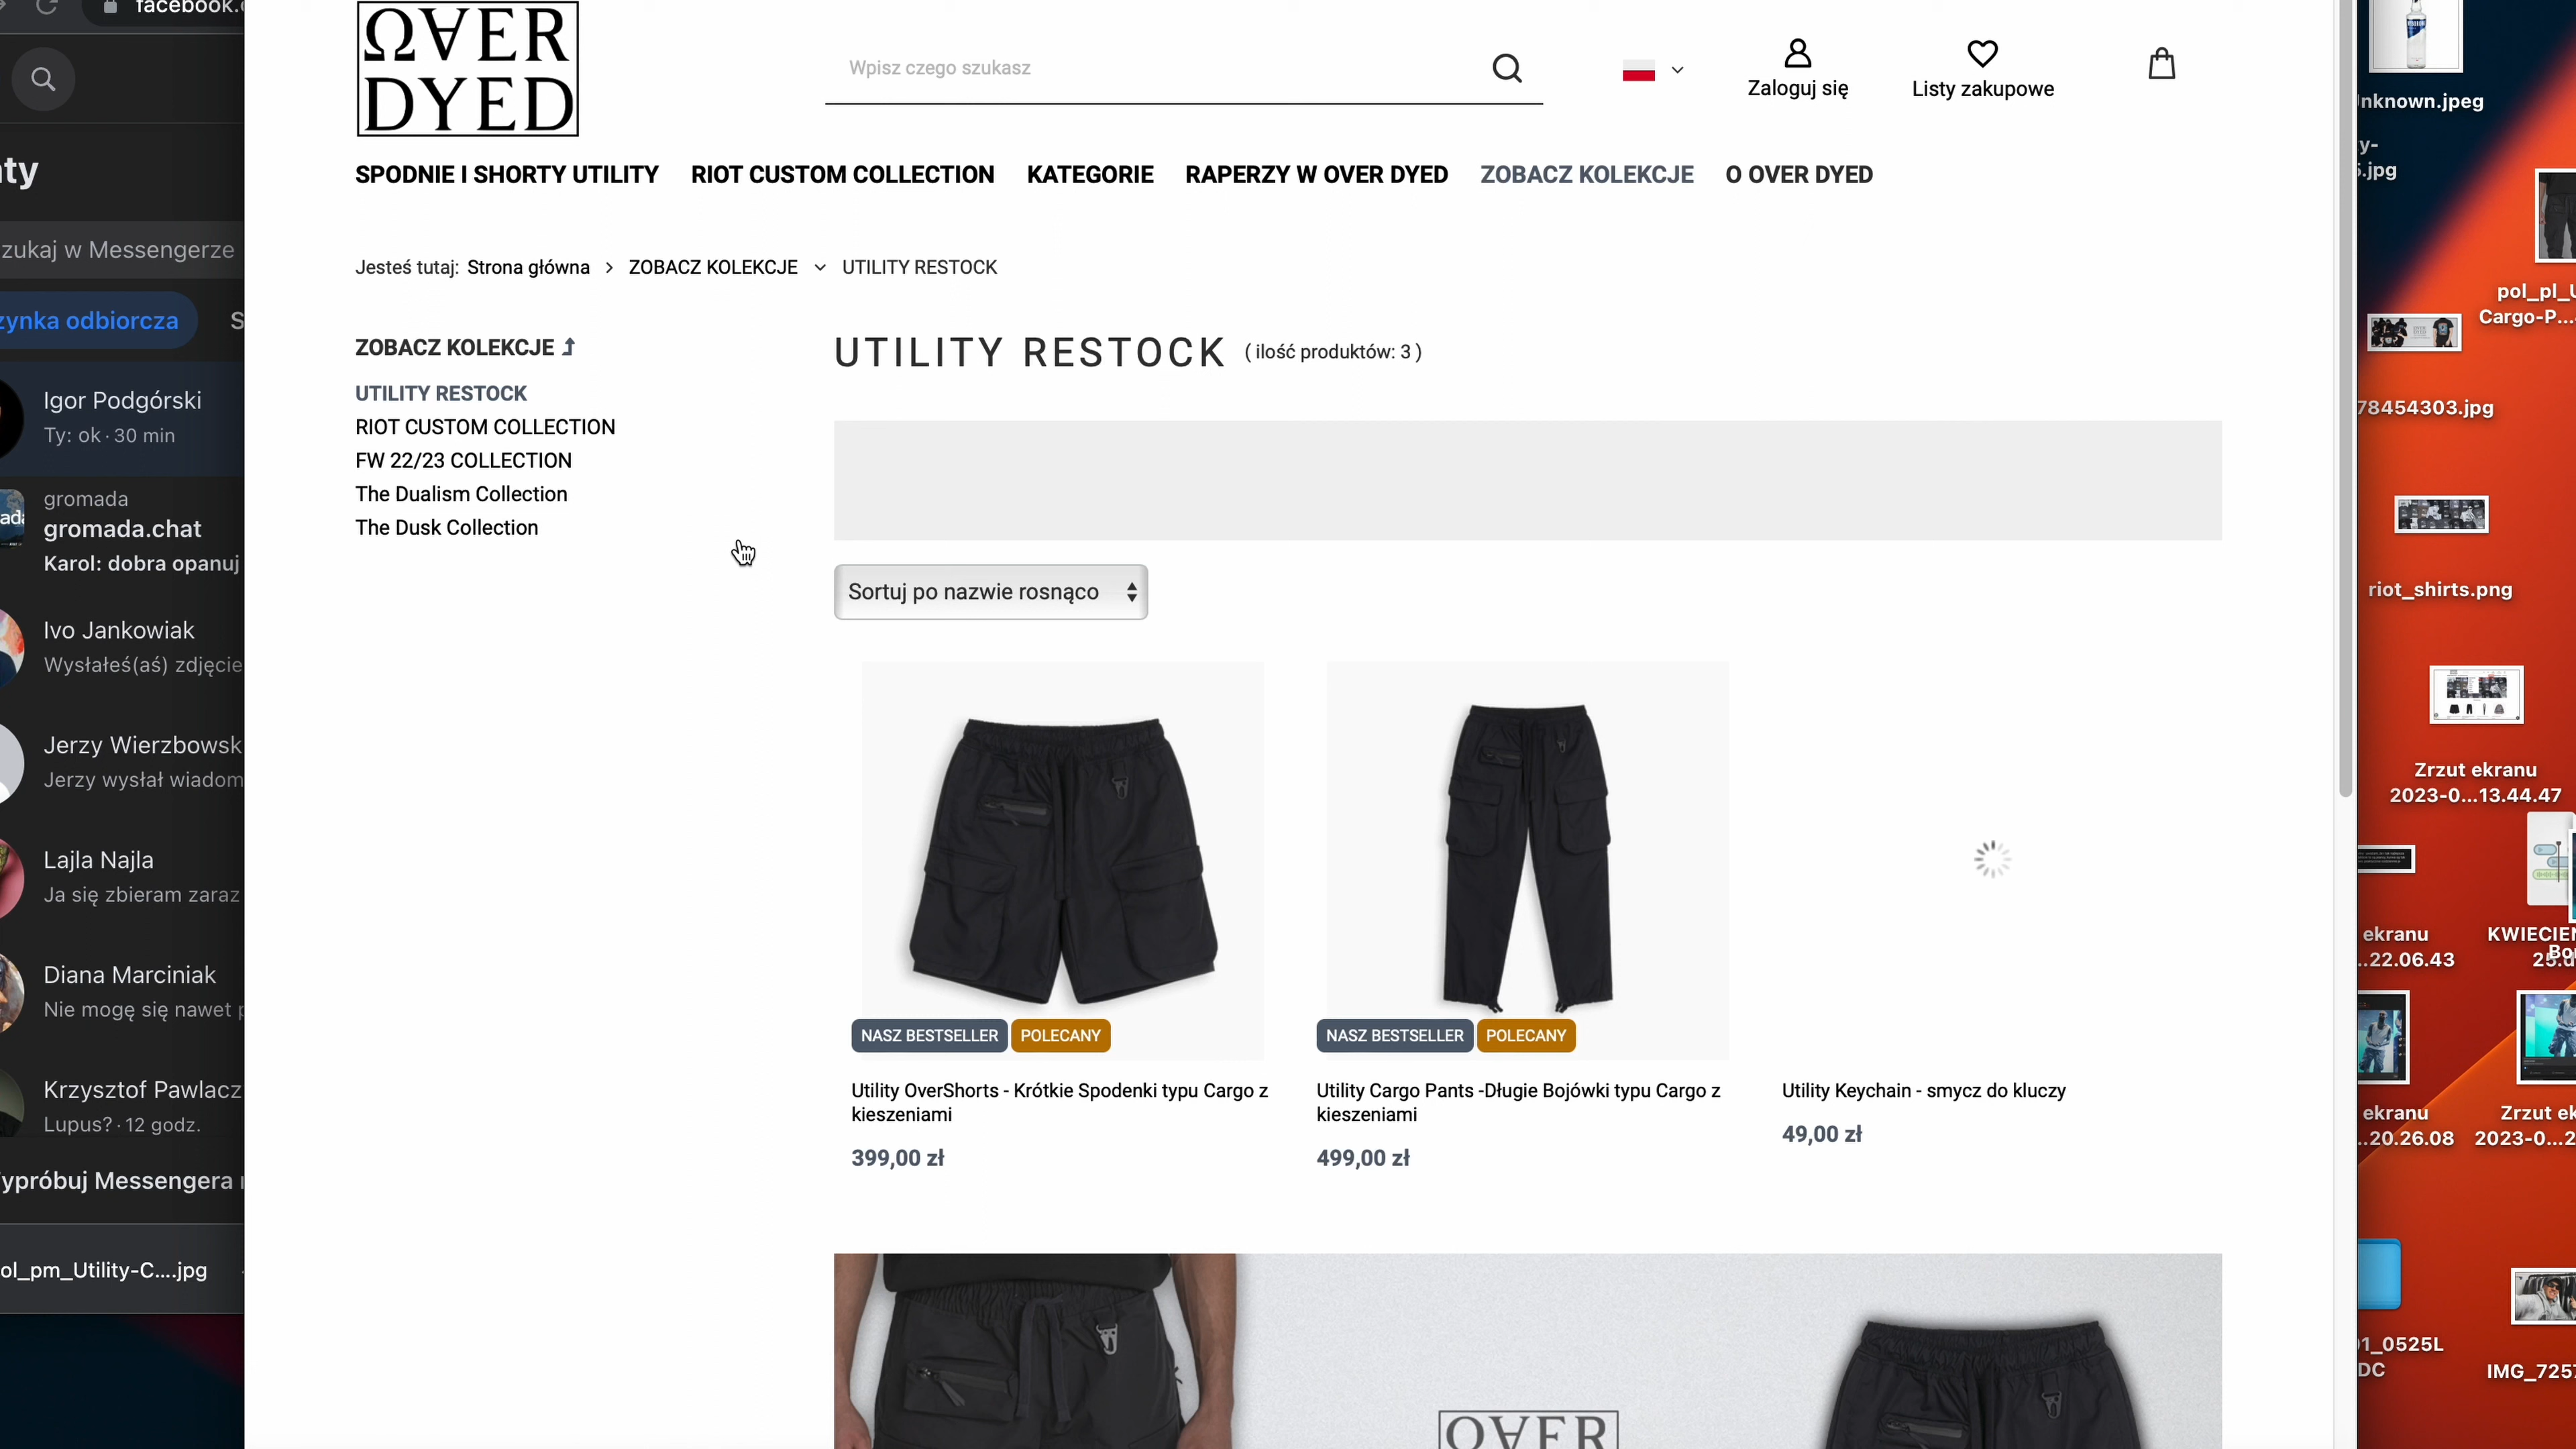 facebook.
ΩVER
DYED
Wpisz czego szukasz
Zaloguj się
Listy zakupowe
SPODNIE I SHORTY UTILITY
RIOT CUSTOM COLLECTION
KATEGORIE
RAPERZY W OVER DYED
ZOBACZ KOLEKCJE
O OVER DYED
Jesteś tutaj: Strona główna > ZOBACZ KOLEKCJE UTILITY RESTOCK
ZOBACZ KOLEKCJE
UTILITY RESTOCK
RIOT CUSTOM COLLECTION
FW 22/23 COLLECTION
The Dualism Collection
The Dusk Collection
UTILITY RESTOCK ( ilość produktów: 3 )
Sortuj po nazwie rosnąco
NASZ BESTSELLER
POLECANY
Utility OverShorts - Krótkie Spodenki typu Cargo z
kieszeniami
399,00 zł
NASZ BESTSELLER
POLECANY
Utility Cargo Pants -Długie Bojówki typu Cargo z
kieszeniami
499,00 zł
Utility Keychain - smycz do kluczy
49,00 zł
OVER
ty
zukaj w Messengerze
zynka odbiorcza
S
Igor Podgórski
Ty: ok · 30 min
gromada
gromada.chat
Karol: dobra opanuj
Ivo Jankowiak
Wysłałeś(aś) zdjęcie
Jerzy Wierzbowsk
Jerzy wysłał wiadom
Lajla Najla
Ja się zbieram zaraz
Diana Marciniak
Nie mogę się nawet p
Krzysztof Pawlacz
Lupus? · 12 godz.
ypróbuj Messengera
ol_pm_Utility-C....jpg
nknown.jpeg
y-
.jpg
pol_pl_U
Cargo-P...
78454303.jpg
riot_shirts.png
Zrzut ekranu
2023-0...13.44.47
ekranu
..22.06.43
KWIECIEŃ
25.d
Bor
ekranu
..20.26.08
Zrzut ek
2023-0...2
1_0525L
DC
IMG_725